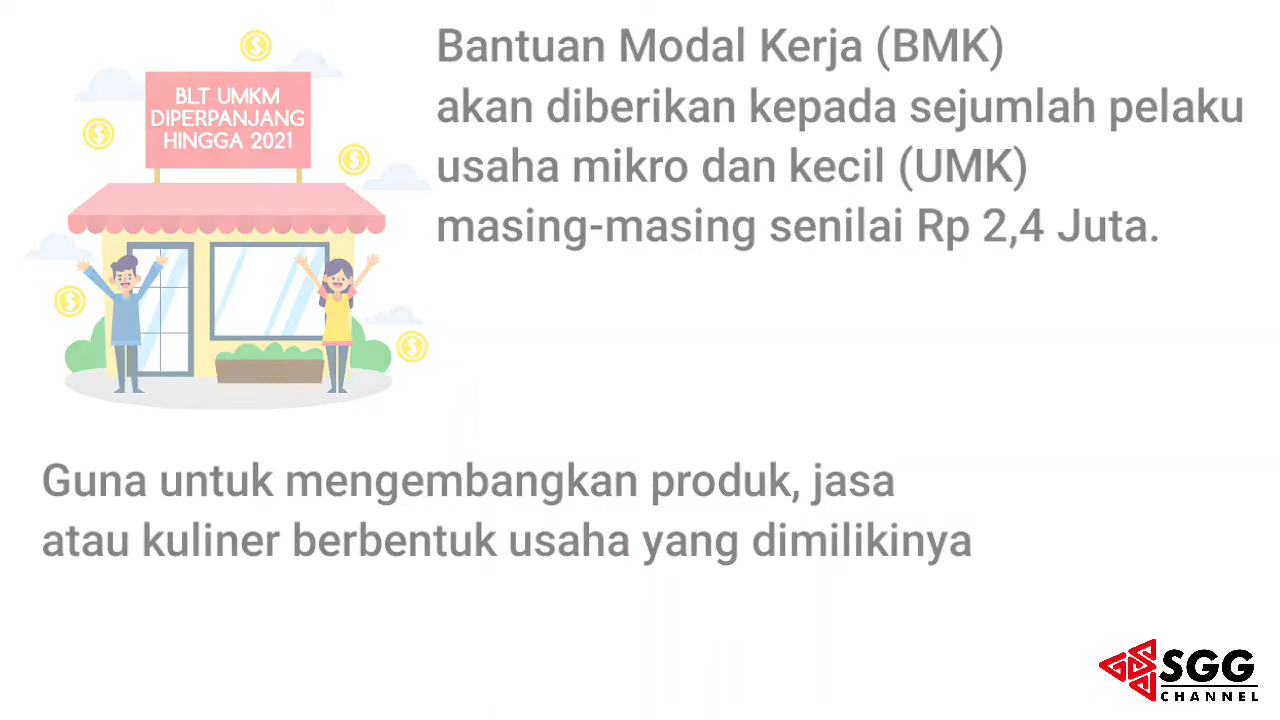 BLT UMKM
DIPERPANJANG
HINGGA 2021
Bantuan Modal Kerja (BMK)
akan diberikan kepada sejumlah pelaku
usaha mikro dan kecil (UMK)
masing-masing senilai Rp 2,4 Juta.
Guna untuk mengembangkan produk, jasa
atau kuliner berbentuk usaha yang dimilikinya
SGG
CHANNEL